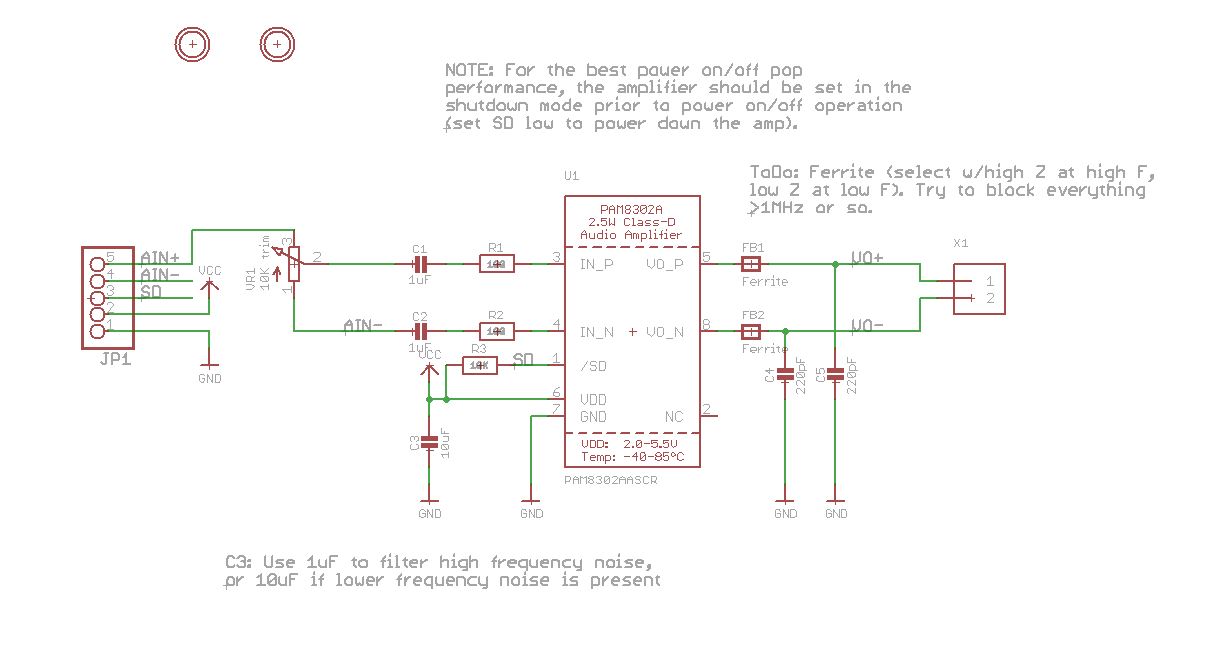 NOTE: For the best power on/off pop
performance, the amplifier should be set in the
shutdown mode prior to power on/off operation
(set SD low to power down the amp).
ToDo: Ferrite (select w/high Z at high F,
low Z at low F). Try to block everything
>1MHz or so.
U1
PAM8302A
2.5W Class-D
Audio Amplifier
IN_P
VO_P
IN_N
VO_N
/SD
VDD
GND
NC
VDD: 2.0-5.5V
Temp: -40-85°C
PAM8302AASCR
3
4
1
6
7
5
8
2
5
4
3
2
1
AIN+
AIN-
SD
JP1
VCC
GND
VR1
10K trim
3
2
1
AIN-
C1
1uF
R1
C2
1uF
R2
VCC
R3
10K
SD
C3
10uF
GND
GND
FB1
Ferrite
FB2
Ferrite
VO+
VO-
C4
220pF
C5
220pF
GND
GND
X1
1
2
C3: Use 1uF to filter high frequency noise,
or 10uF if lower frequency noise is present